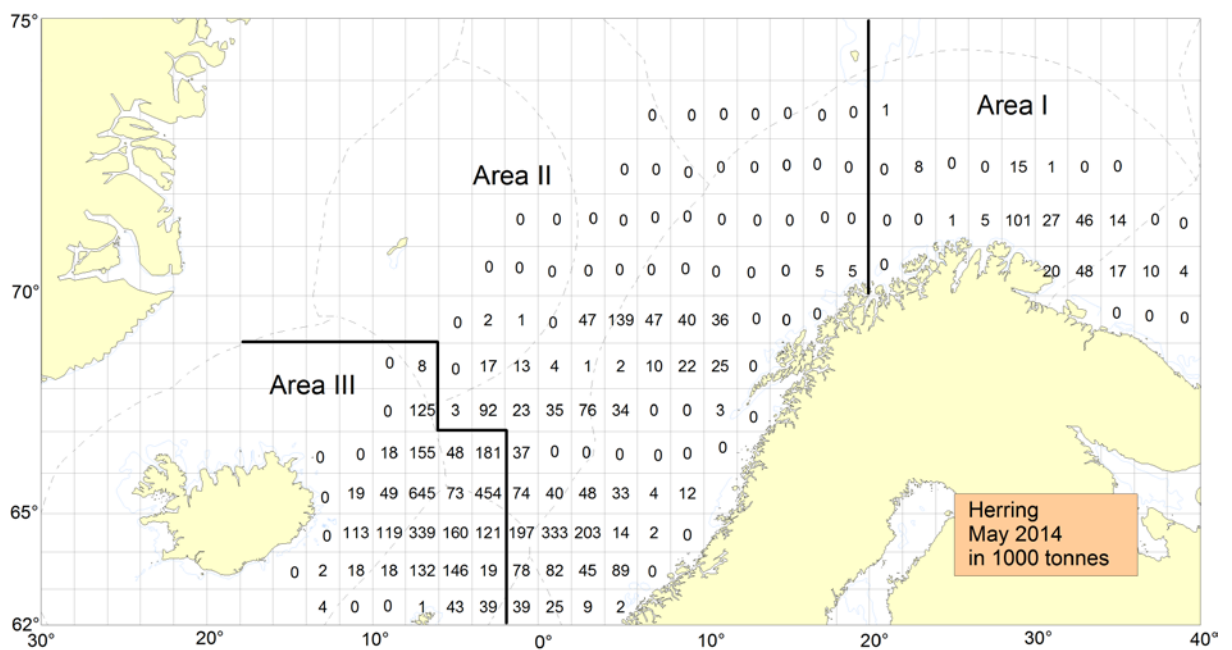 75°
0 0 0 0 0 0 0 1 Area I
Area II 0 0 0 0 0 0 0 0 0 8 0 0 15 1 0 0
0 0 0 0 0 0 0 0 0 0 0 0 0 1 5 101 27 46 14 0 0
70° 0 0 0 0 0 0 0 0 0 0 5 5 0 20 48 17 10 4
0 2 1 0 47 139 47 40 36 0 0 0 0 0 0
Area III 0 8 0 17 13 4 1 2 10 22 25 0
0 125 3 92 23 35 76 34 0 0 3 0
0 0 18 155 48 181 37 0 0 0 0 0 0
65° 0 19 49 645 73 454 74 40 48 33 4 12
0 113 119 339 160 121 197 333 203 14 2 0
0 2 18 18 132 146 19 78 82 45 89 0
4 0 0 1 43 39 39 25 9 2
Herring
May 2014
in 1000 tonnes
62°
30° 20° 10° 0° 10° 20° 30° 40°